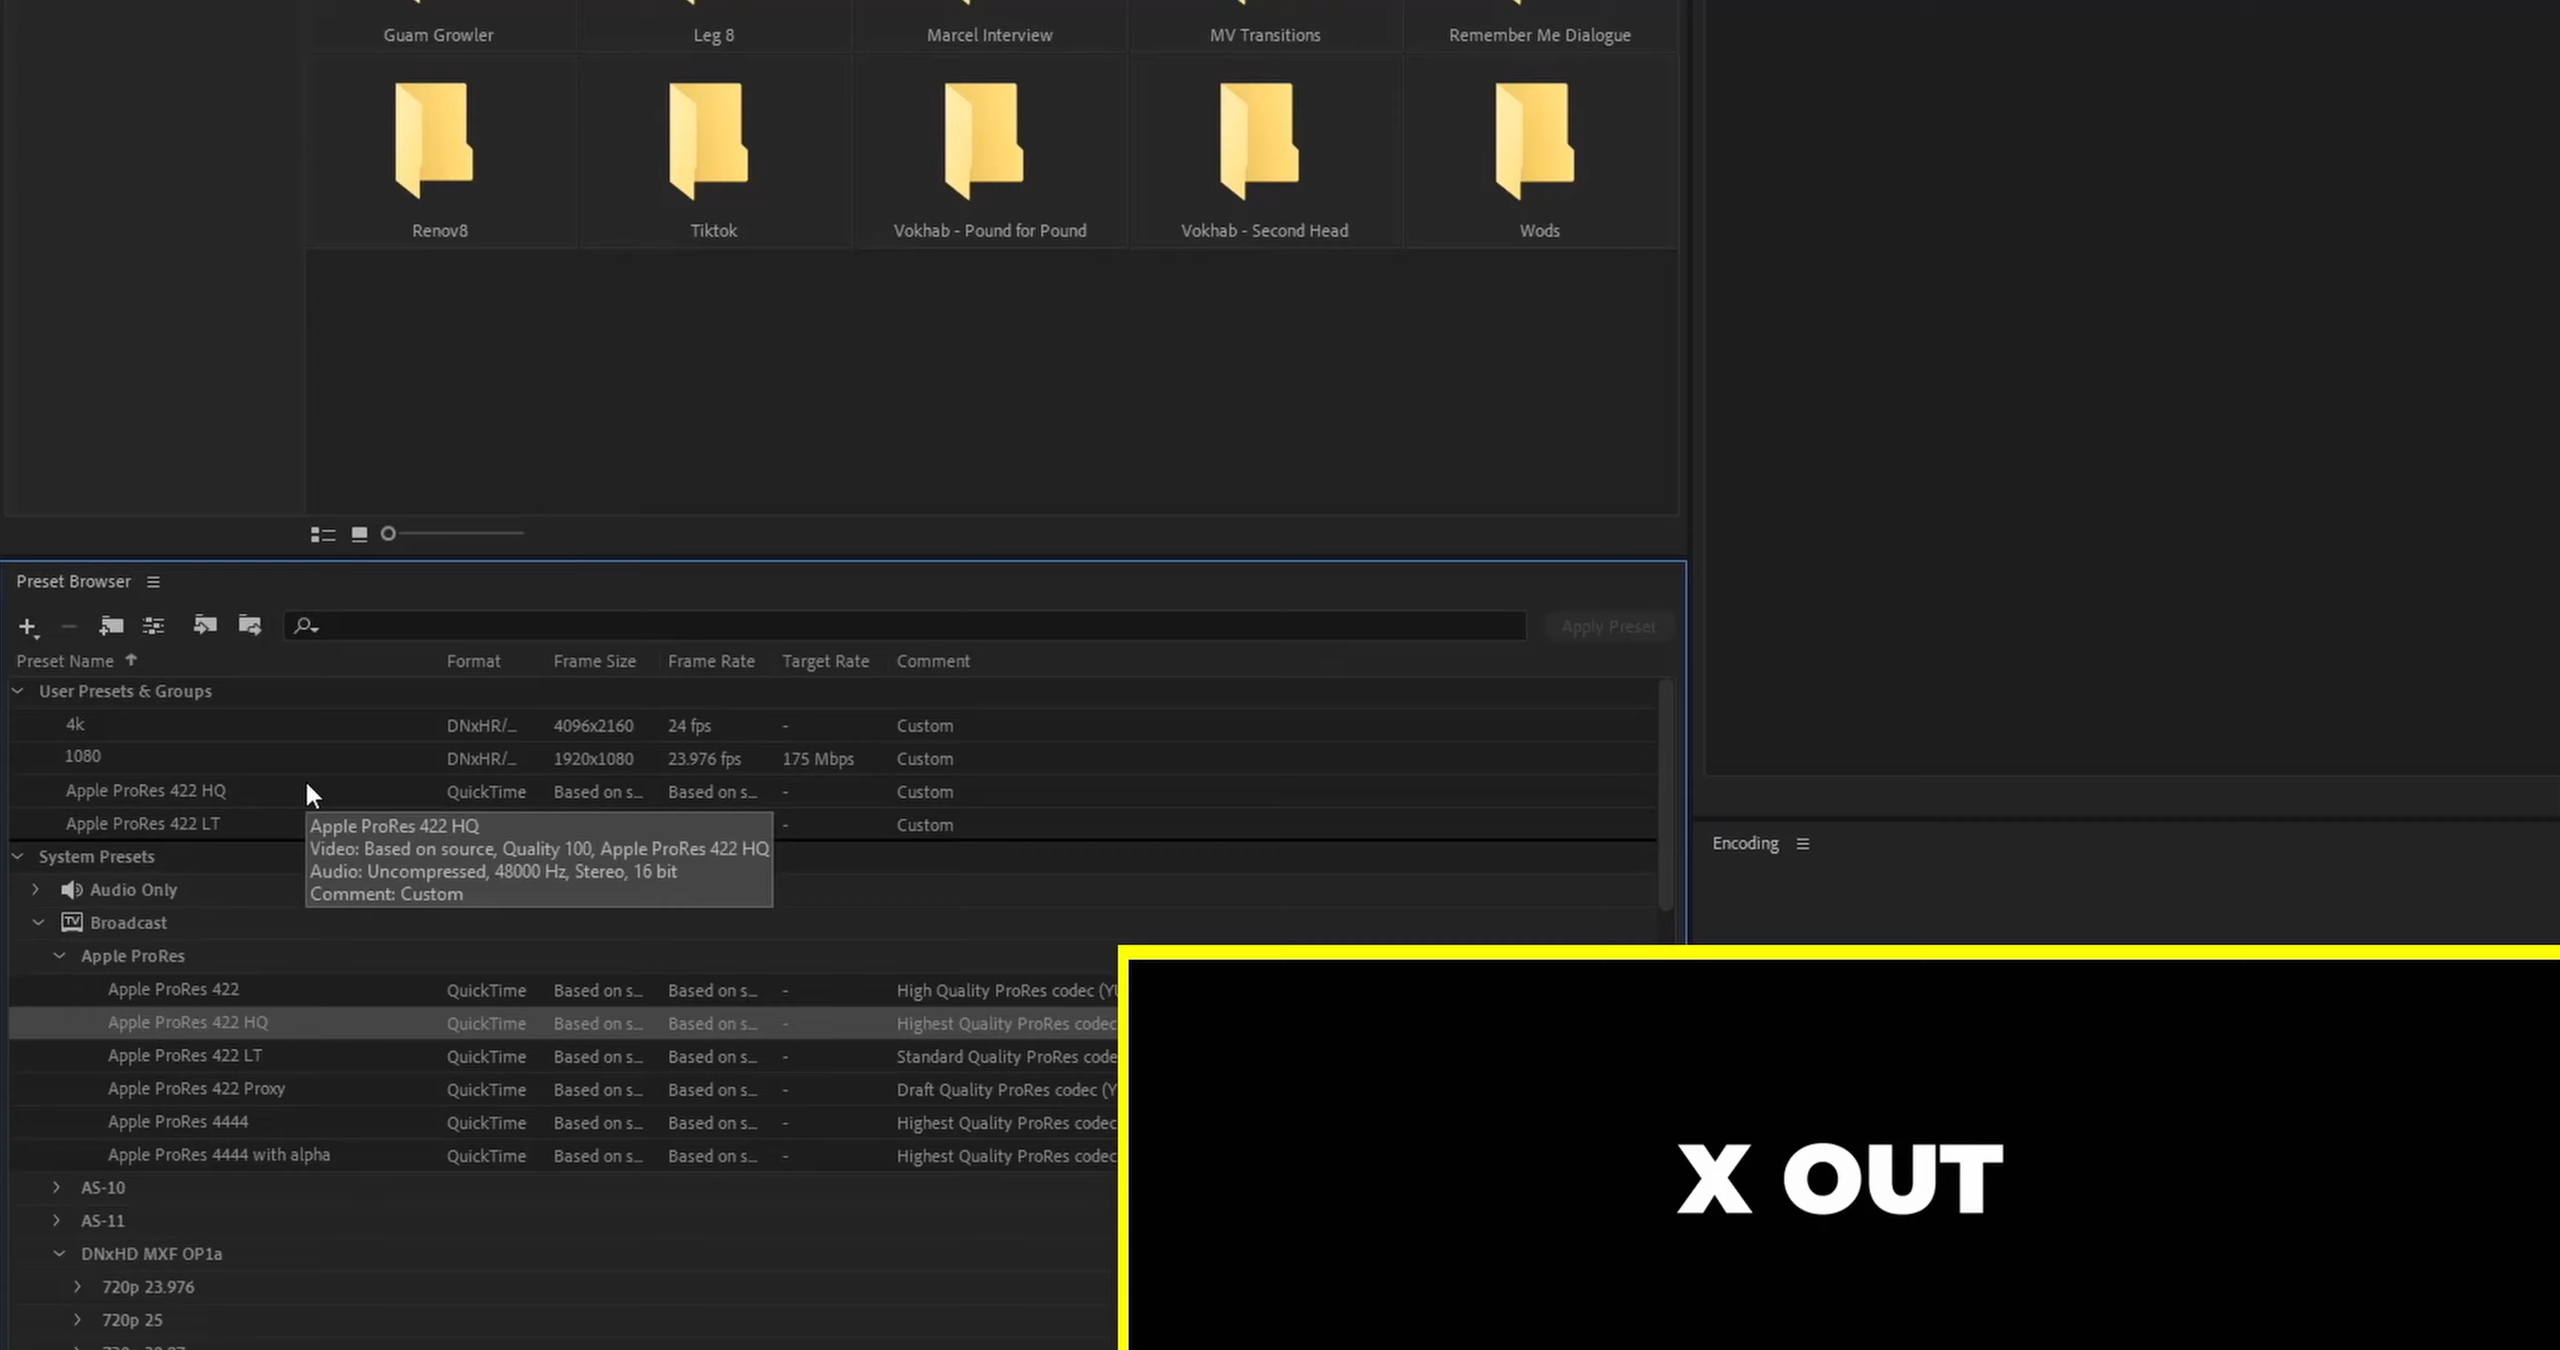 Guam Growler Leg 8 Marcel Interview MV Transitions Remember Me Dialogue
Renov8 Tiktok Vokhab - Pound for Pound Vokhab - Second Head Wods
Preset Browser
Apply Preset
Preset Name Format Frame Size Frame Rate Target Rate Comment
User Presets & Groups
4k DNxHR/... 4096x2160 24 fps - Custom
1080 DNxHR/... 1920x1080 23.976 fps 175 Mbps Custom
Apple ProRes 422 HQ QuickTime Based on s... Based on s... - Custom
Apple ProRes 422 LT - Custom
Apple ProRes 422 HQ
Video: Based on source, Quality 100, Apple ProRes 422 HQ
Audio: Uncompressed, 48000 Hz, Stereo, 16 bit
Comment: Custom
System Presets
Audio Only
TV Broadcast
Apple ProRes
Apple ProRes 422 QuickTime Based on s... Based on s... - High Quality ProRes codec (YU
Apple ProRes 422 HQ QuickTime Based on s... Based on s... - Highest Quality ProRes codec
Apple ProRes 422 LT QuickTime Based on s... Based on s... - Standard Quality ProRes code
Apple ProRes 422 Proxy QuickTime Based on s... Based on s... - Draft Quality ProRes codec (Y
Apple ProRes 4444 QuickTime Based on s... Based on s... - Highest Quality ProRes codec
Apple ProRes 4444 with alpha QuickTime Based on s... Based on s... - Highest Quality ProRes codec
AS-10
AS-11
DNxHD MXF OP1a
720p 23.976
720p 25
Encoding
X OUT